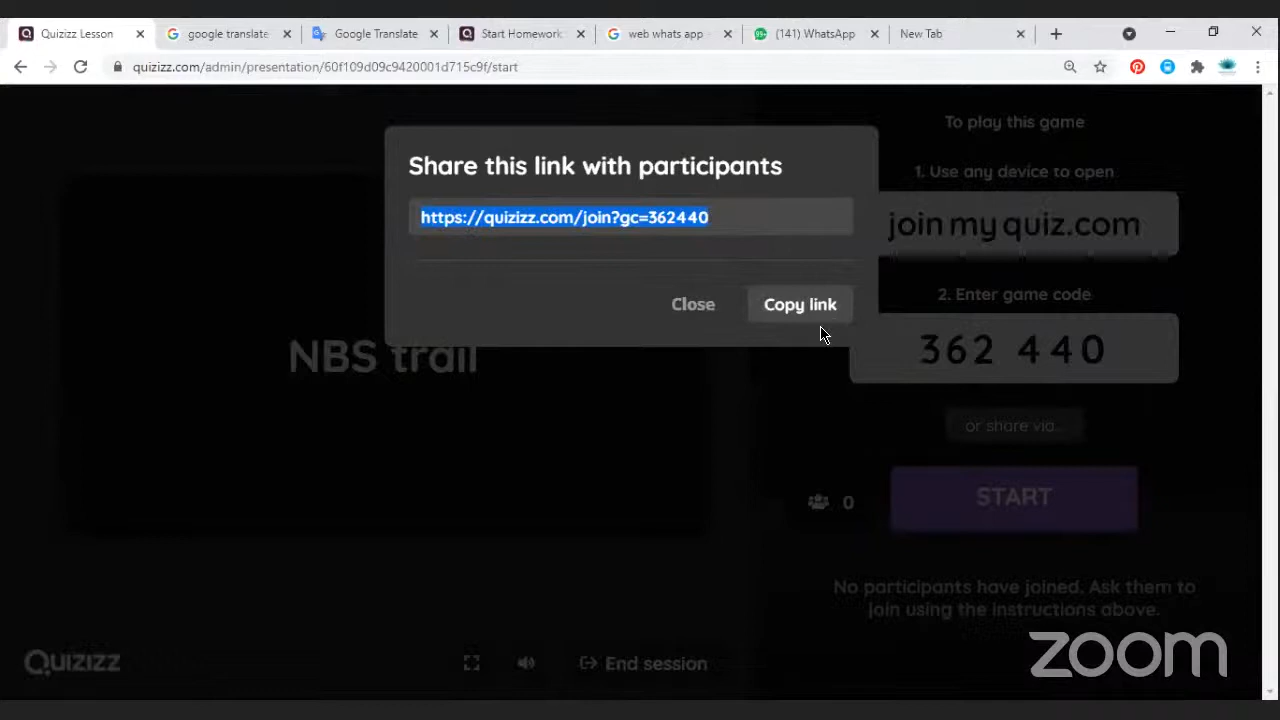 Quizizz Lesson
google translate
Google Translate
Start Homework
web whats app
99+
(141) WhatsApp
New Tab
quizizz.com/admin/presentation/60f109d09c9420001d715c9f/start
Share this link with participants
https://quizizz.com/join?gc=362440
Close
Copy link
NBS trail
To play this game
1. Use any device to open
joinmyquiz.com
2. Enter game code
362 440
or share via...
0
START
No participants have joined. Ask them to
join using the instructions above.
Quizizz
End session
zoom